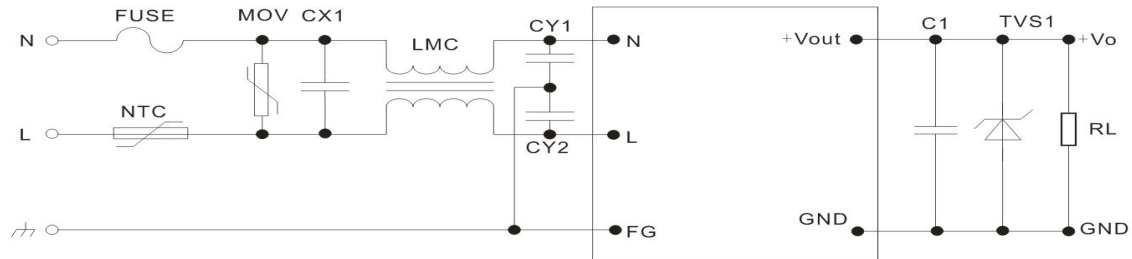 FUSE MOV CX1 LMC CY1 C1 TVS1
N N +Vout +Vo
NTC
L CY2 L RL
FG GND GND